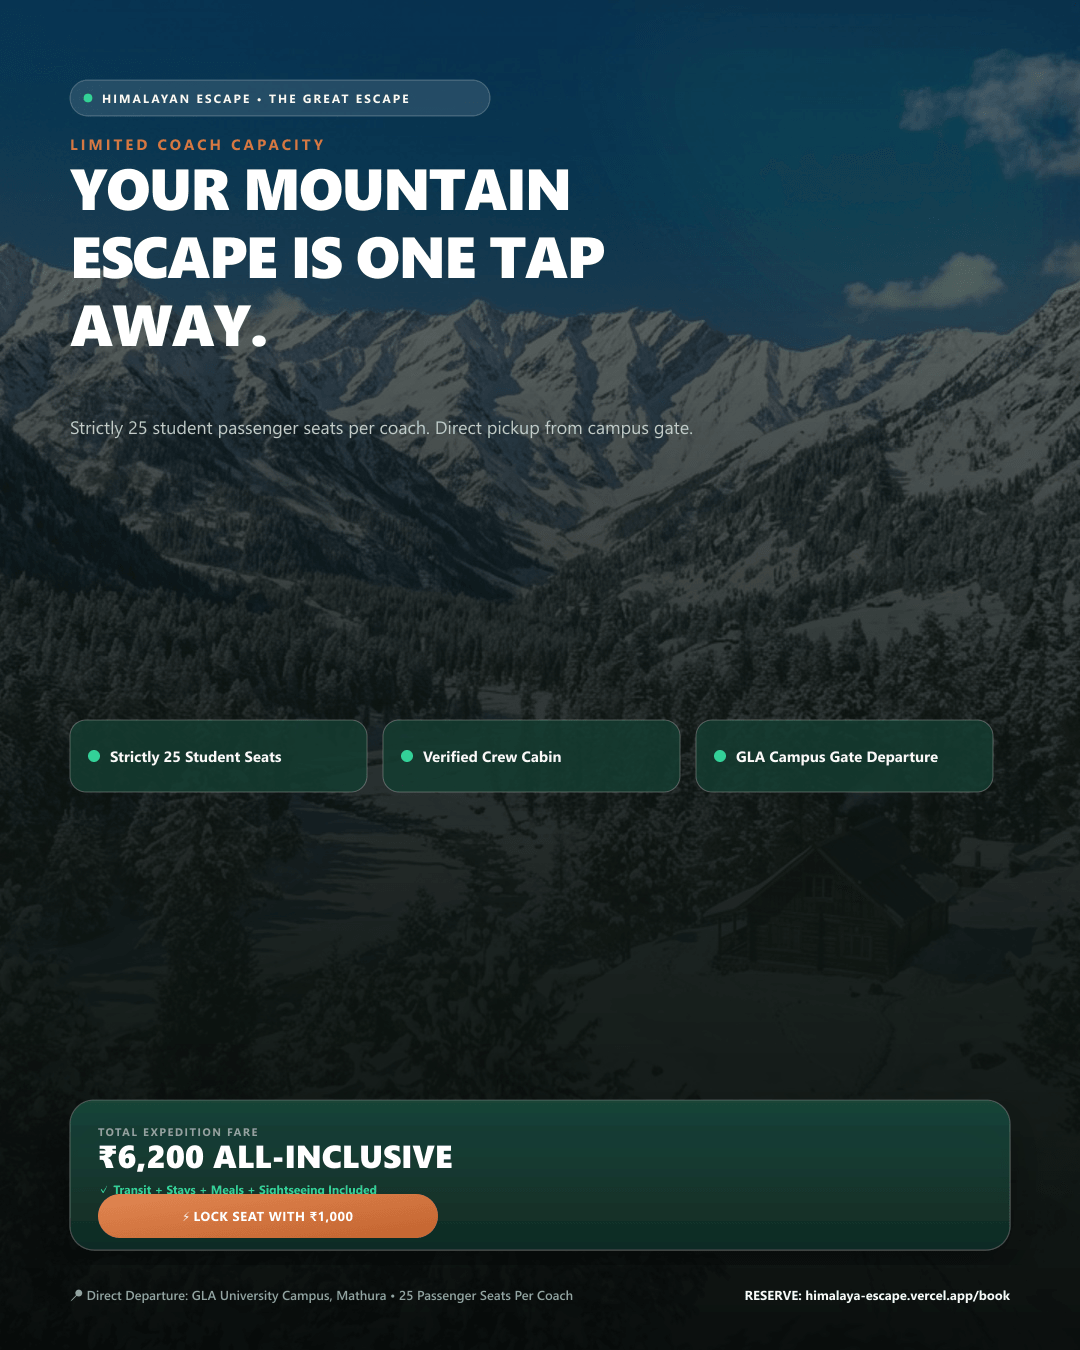 HIMALAYAN ESCAPE • THE GREAT ESCAPE
LIMITED COACH CAPACITY
YOUR MOUNTAIN
ESCAPE IS ONE TAP
AWAY.
Strictly 25 student passenger seats per coach. Direct pickup from campus gate.
Strictly 25 Student Seats
Verified Crew Cabin
GLA Campus Gate Departure
TOTAL EXPEDITION FARE
₹6,200 ALL-INCLUSIVE
✓ Transit + Stays + Meals + Sightseeing Included
⚡ LOCK SEAT WITH ₹1,000
📍 Direct Departure: GLA University Campus, Mathura • 25 Passenger Seats Per Coach
RESERVE: himalaya-escape.vercel.app/book